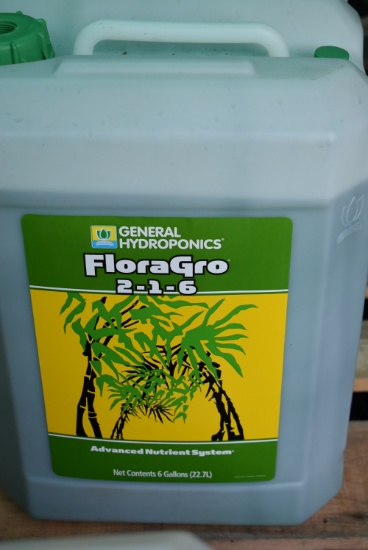 GENERAL
HYDROPONICS
FloraGro
2-1-6
Advanced Nutrient System
Net Contents 6 Gallons (22.7L)